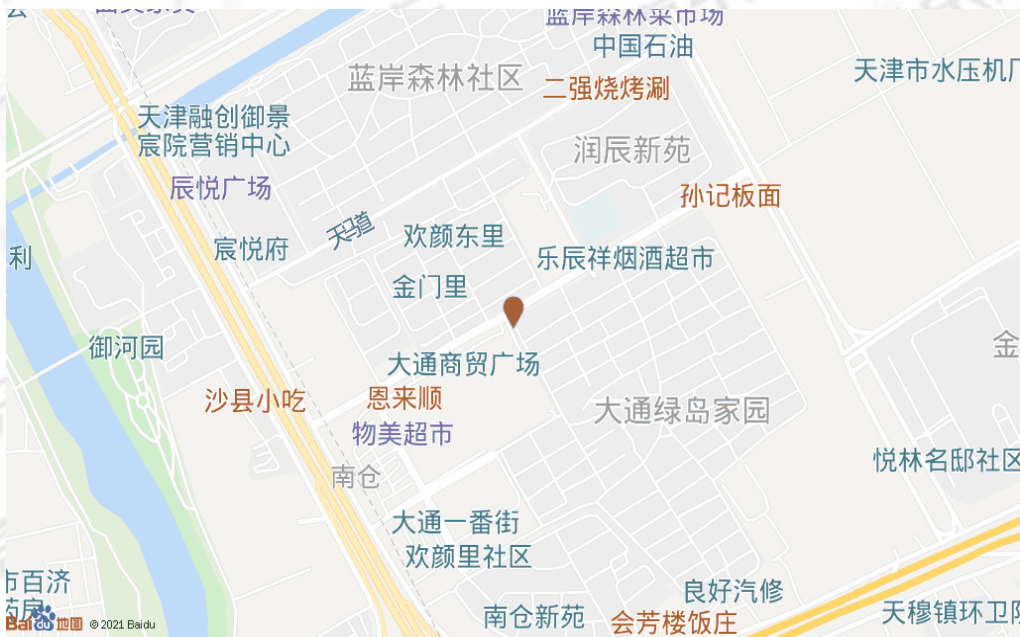 蓝岸森林菜市场
中国石油
蓝岸森林社区
天津市水压机厂
二强烧烤涮
天津融创御景
宸院营销中心
润辰新苑
辰悦广场
孙记板面
天马道
欢颜东里
宸悦府
乐辰祥烟酒超市
利
金门里
御河园
金
大通商贸广场
沙县小吃
恩来顺
大通绿岛家园
物美超市
悦林名邸社区
南仓
大通一番街
欢颜里社区
市百济
药房
良好汽修
南仓新苑
会芳楼饭庄
天穆镇环卫队
Bai 地图 © 2021 Baidu